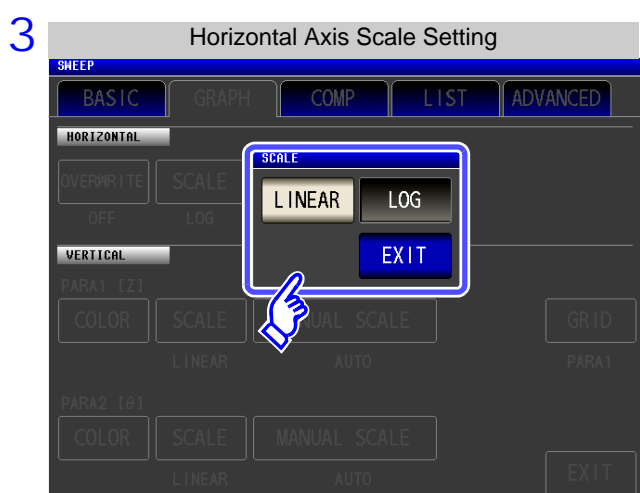 3
Horizontal Axis Scale Setting
SWEEP
BASIC GRAPH COMP LIST ADVANCED
HORIZONTAL
SCALE
OVERWRITE SCALE
LINEAR LOG
OFF LOG
EXIT
VERTICAL
PARA1 [Z]
COLOR SCALE MANUAL SCALE GRID
LINEAR AUTO PARA1
PARA2 [θ]
COLOR SCALE MANUAL SCALE
LINEAR AUTO EXIT